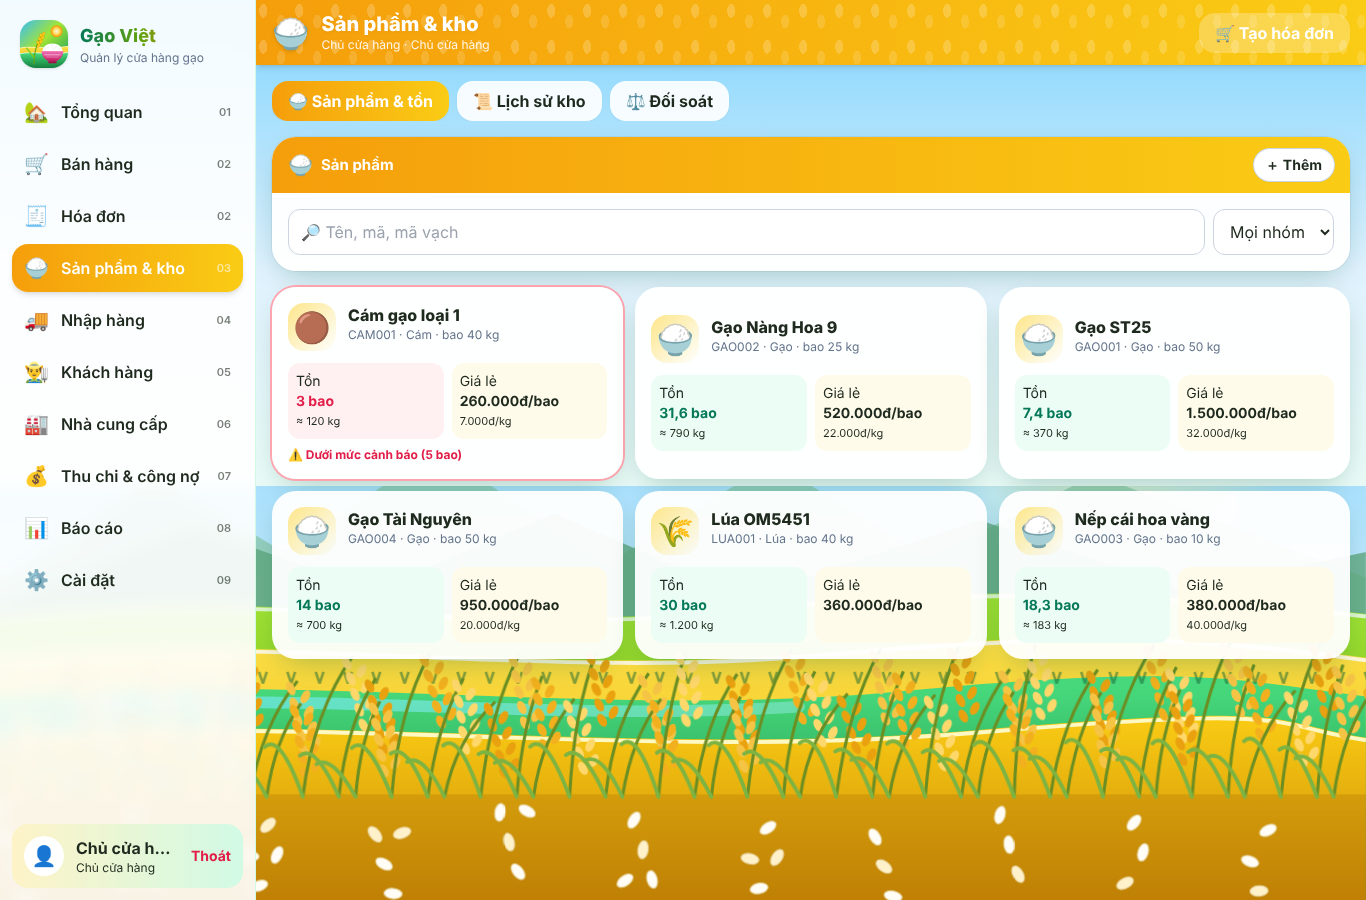 Gạo Việt
Quản lý cửa hàng gạo
Tổng quan 01
Bán hàng 02
Hóa đơn 02
Sản phẩm & kho 03
Nhập hàng 04
Khách hàng 05
Nhà cung cấp 06
Thu chi & công nợ 07
Báo cáo 08
Cài đặt 09
Chủ cửa h...
Chủ cửa hàng
Thoát
Sản phẩm & kho
Chủ cửa hàng · Chủ cửa hàng
Tạo hóa đơn
Sản phẩm & tồn
Lịch sử kho
Đối soát
Sản phẩm
+ Thêm
Tên, mã, mã vạch
Mọi nhóm
Cám gạo loại 1
CAM001 · Cám · bao 40 kg
Tồn
3 bao
≈ 120 kg
Giá lẻ
260.000đ/bao
7.000đ/kg
Dưới mức cảnh báo (5 bao)
Gạo Nàng Hoa 9
GAO002 · Gạo · bao 25 kg
Tồn
31,6 bao
≈ 790 kg
Giá lẻ
520.000đ/bao
22.000đ/kg
Gạo ST25
GAO001 · Gạo · bao 50 kg
Tồn
7,4 bao
≈ 370 kg
Giá lẻ
1.500.000đ/bao
32.000đ/kg
Gạo Tài Nguyên
GAO004 · Gạo · bao 50 kg
Tồn
14 bao
≈ 700 kg
Giá lẻ
950.000đ/bao
20.000đ/kg
Lúa OM5451
LUA001 · Lúa · bao 40 kg
Tồn
30 bao
≈ 1.200 kg
Giá lẻ
360.000đ/bao
Nếp cái hoa vàng
GAO003 · Gạo · bao 10 kg
Tồn
18,3 bao
≈ 183 kg
Giá lẻ
380.000đ/bao
40.000đ/kg